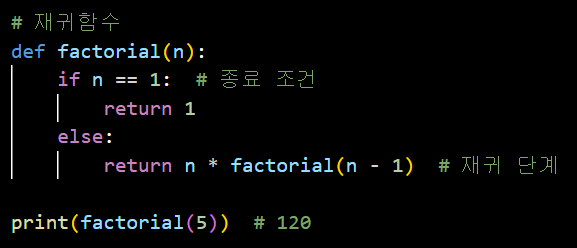 # 재귀함수
def factorial(n):
    if n == 1:  # 종료 조건
        return 1
    else:
        return n * factorial(n - 1)  # 재귀 단계

print(factorial(5))  # 120